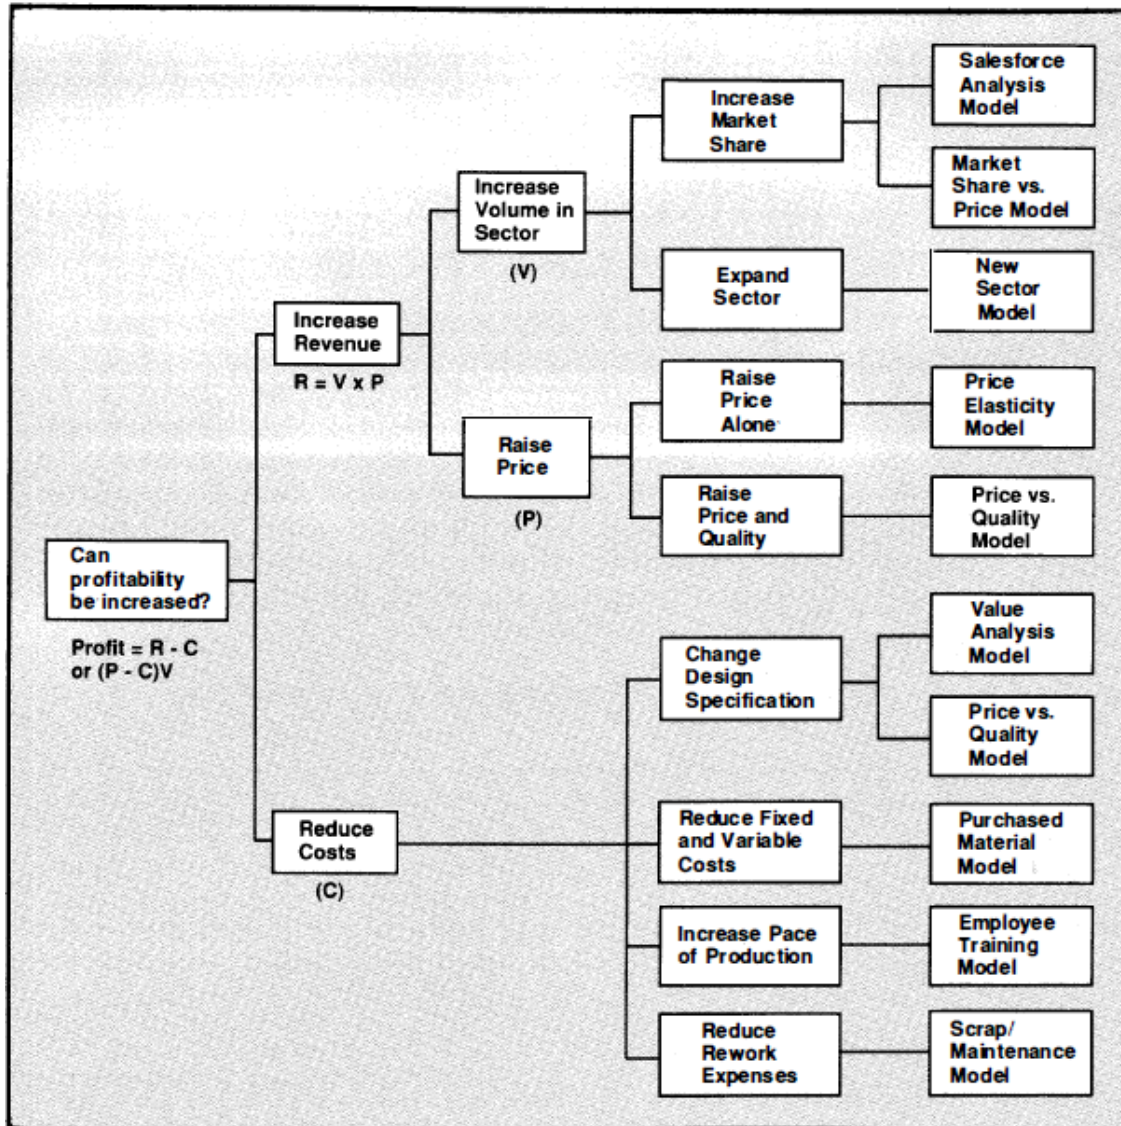 Can
profitability
be increased?
Profit = R - C
or (P - C)V
Increase
Revenue
R = V x P
Increase
Volume in
Sector
(V)
Increase
Market
Share
Salesforce
Analysis
Model
Market
Share vs.
Price Model
Expand
Sector
New
Sector
Model
Raise
Price
(P)
Raise
Price
Alone
Price
Elasticity
Model
Raise
Price and
Quality
Price vs.
Quality
Model
Reduce
Costs
(C)
Change
Design
Specification
Value
Analysis
Model
Price vs.
Quality
Model
Reduce Fixed
and Variable
Costs
Purchased
Material
Model
Increase Pace
of Production
Employee
Training
Model
Reduce
Rework
Expenses
Scrap/
Maintenance
Model